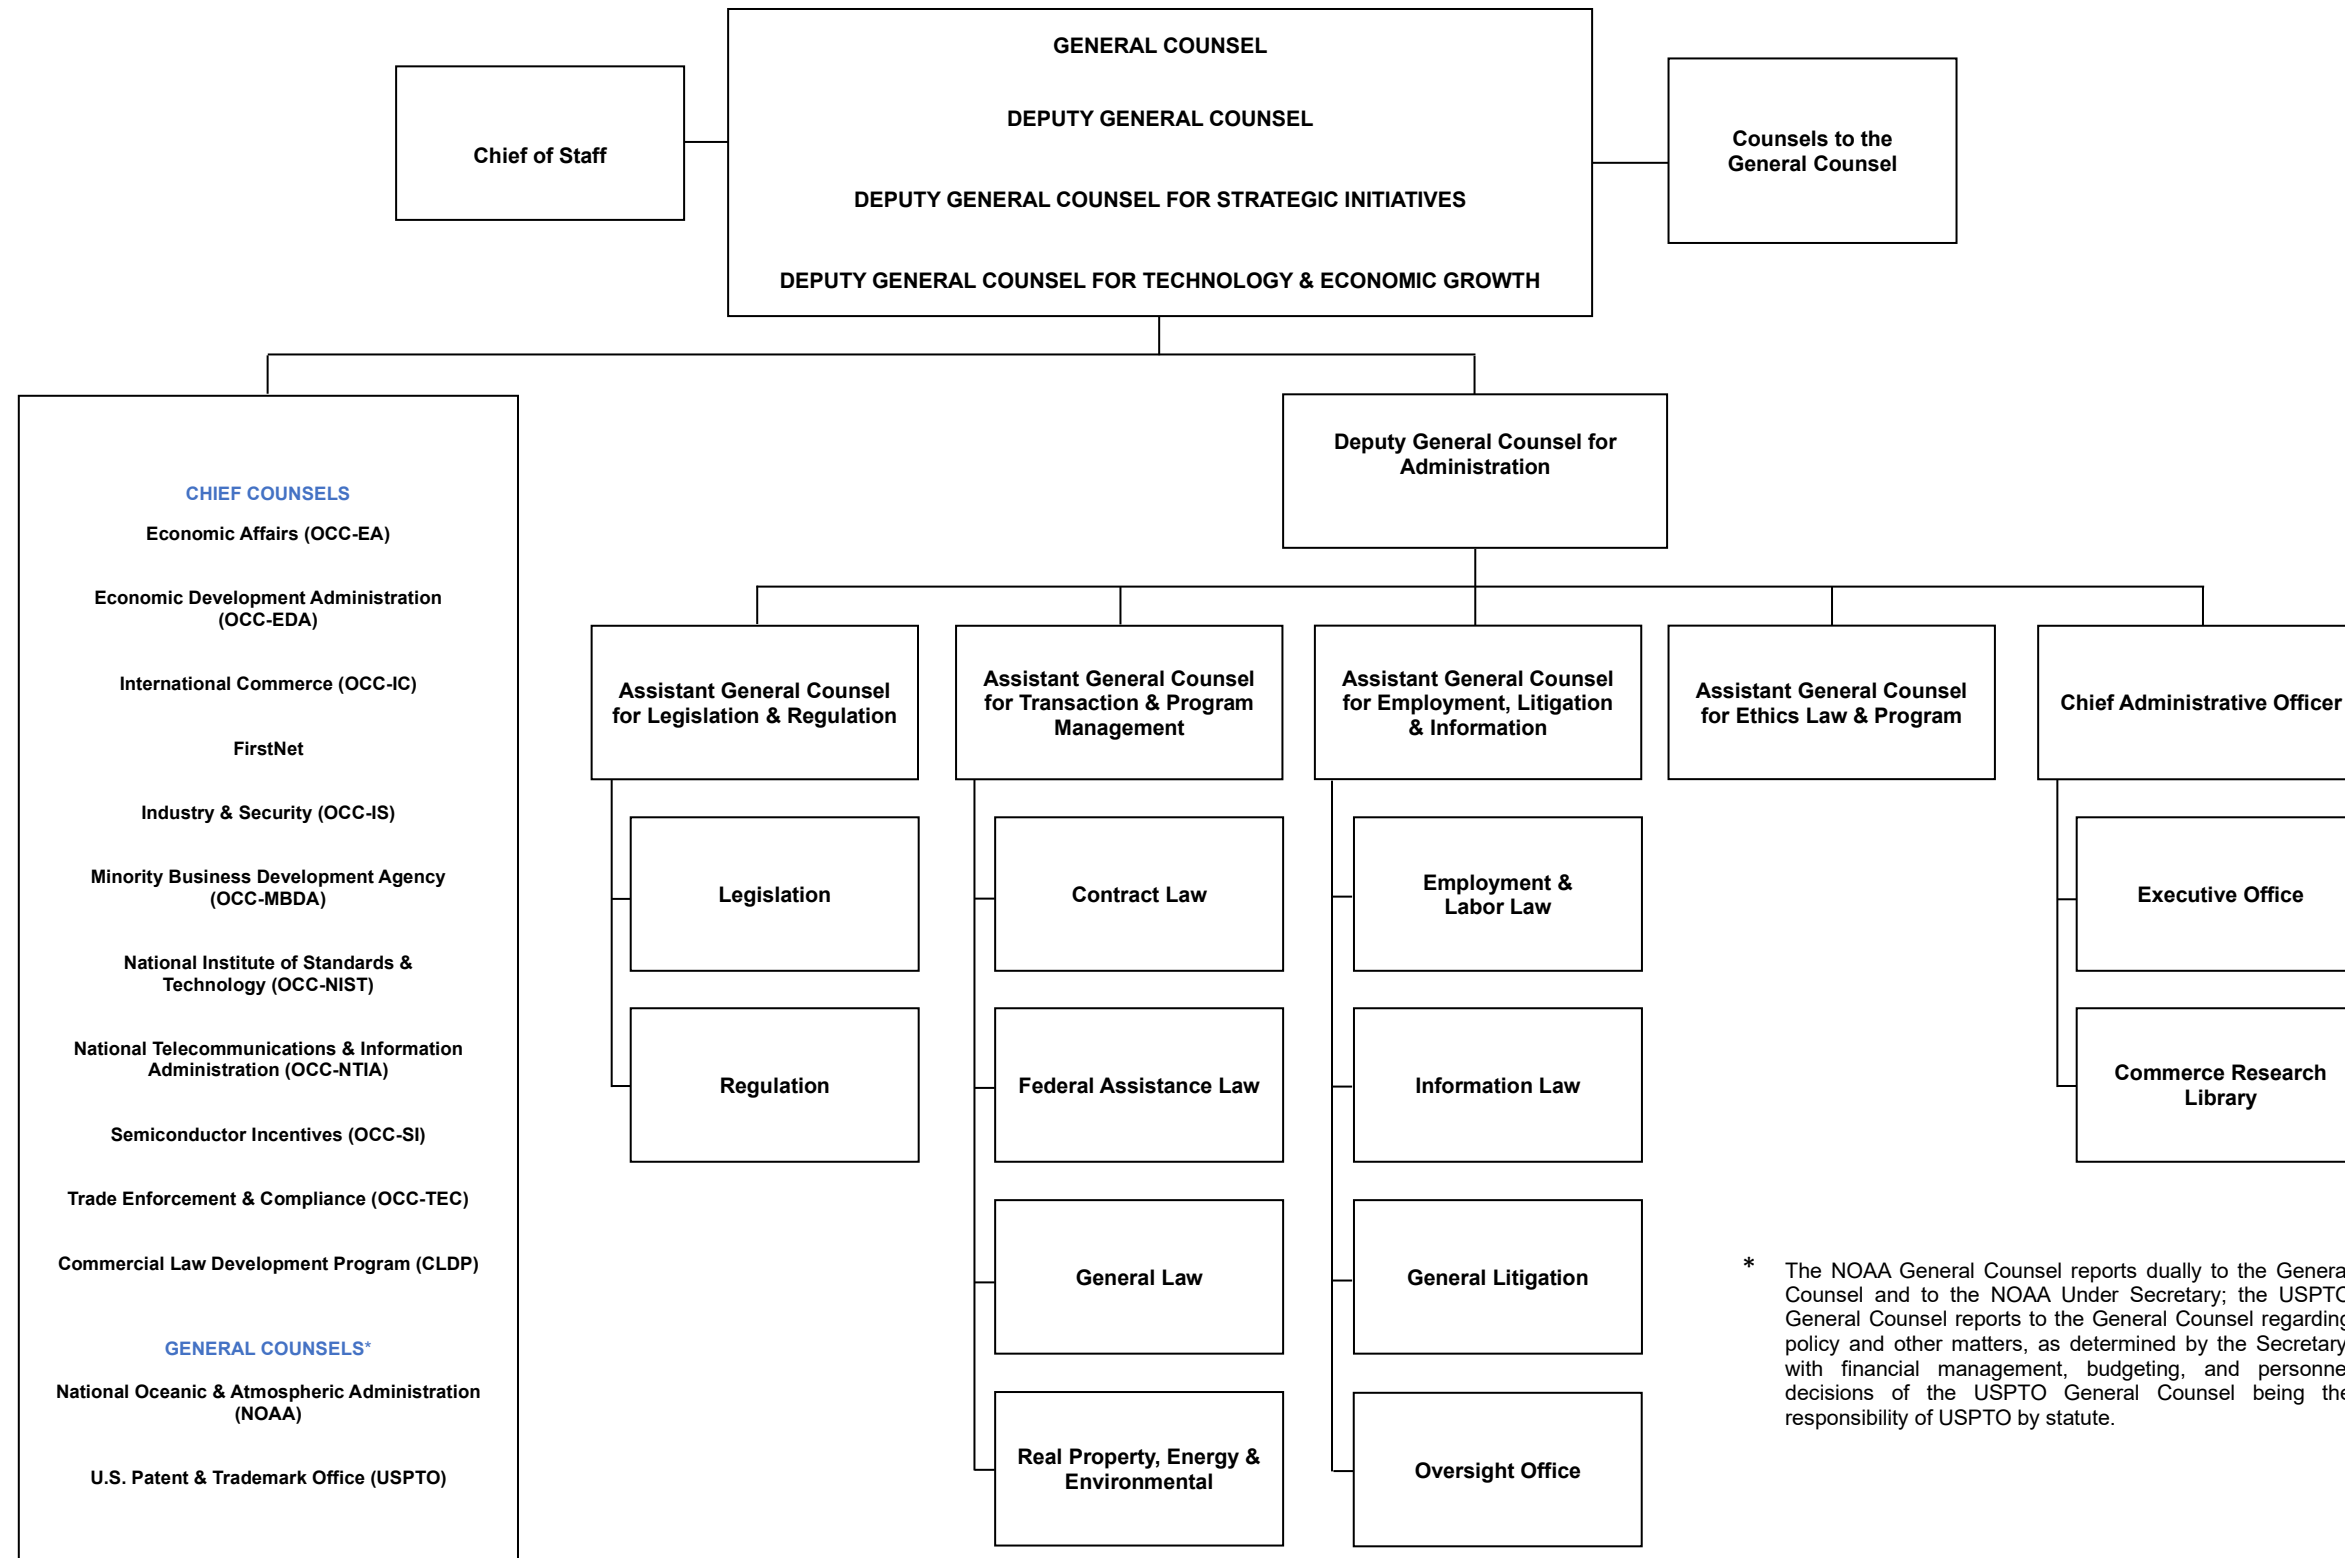 GENERAL COUNSEL
DEPUTY GENERAL COUNSEL
DEPUTY GENERAL COUNSEL FOR STRATEGIC INITIATIVES
DEPUTY GENERAL COUNSEL FOR TECHNOLOGY & ECONOMIC GROWTH
Chief of Staff
Counsels to the
General Counsel
CHIEF COUNSELS
Economic Affairs (OCC-EA)
Economic Development Administration
(OCC-EDA)
International Commerce (OCC-IC)
FirstNet
Industry & Security (OCC-IS)
Minority Business Development Agency
(OCC-MBDA)
National Institute of Standards &
Technology (OCC-NIST)
National Telecommunications & Information
Administration (OCC-NTIA)
Semiconductor Incentives (OCC-SI)
Trade Enforcement & Compliance (OCC-TEC)
Commercial Law Development Program (CLDP)
GENERAL COUNSELS*
National Oceanic & Atmospheric Administration
(NOAA)
U.S. Patent & Trademark Office (USPTO)
Deputy General Counsel for
Administration
Assistant General Counsel
for Legislation & Regulation
Legislation
Regulation
Assistant General Counsel
for Transaction & Program
Management
Contract Law
Federal Assistance Law
General Law
Real Property, Energy &
Environmental
Assistant General Counsel
for Employment, Litigation
& Information
Employment &
Labor Law
Information Law
General Litigation
Oversight Office
Assistant General Counsel
for Ethics Law & Program
Chief Administrative Officer
Executive Office
Commerce Research
Library
* The NOAA General Counsel reports dually to the Genera
Counsel and to the NOAA Under Secretary; the USPTO
General Counsel reports to the General Counsel regarding
policy and other matters, as determined by the Secretary
with financial management, budgeting, and personne
decisions of the USPTO General Counsel being the
responsibility of USPTO by statute.